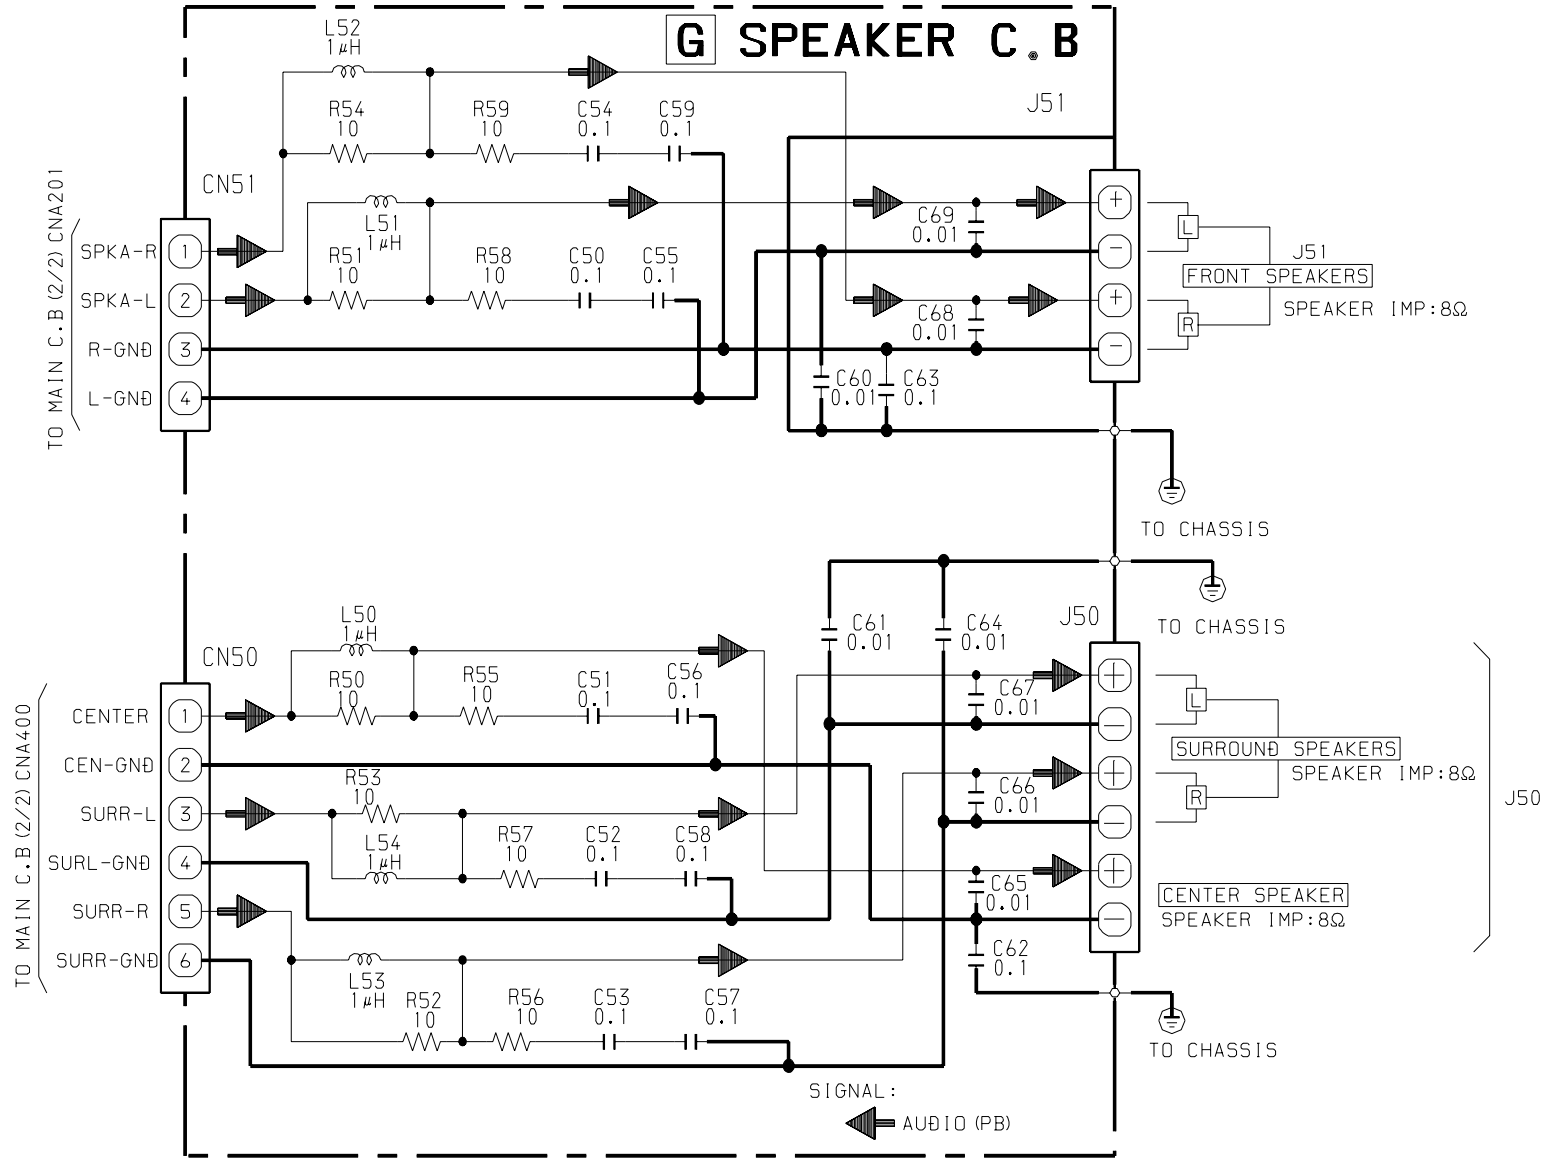 L52
1μH
G SPEAKER C.B
J51
R54
10
R59
10
C54
0.1
C59
0.1
CN51
L51
1μH
C69
0.01
TO MAIN C.B (2/2) CNA201
SPKA-R
1
R51
10
R58
10
C50
0.1
C55
0.1
+
−
+
−
L
R
J51
FRONT SPEAKERS
SPEAKER IMP:8Ω
SPKA-L
2
C68
0.01
R-GND
3
L-GND
4
C60
0.01
C63
0.1
TO CHASSIS
L50
1μH
CN50
R50
10
R55
10
C51
0.1
C56
0.1
C61
0.01
C64
0.01
J50
TO CHASSIS
TO MAIN C.B (2/2) CNA400
CENTER
1
C67
0.01
+
−
+
−
+
−
L
R
SURROUND SPEAKERS
SPEAKER IMP:8Ω
J50
CEN-GND
2
R53
10
SURR-L
3
L54
1μH
R57
10
C52
0.1
C58
0.1
C66
0.01
SURL-GND
4
C65
0.01
CENTER SPEAKER
SPEAKER IMP:8Ω
SURR-R
5
SURR-GND
6
L53
1μH
R52
10
R56
10
C53
0.1
C57
0.1
C62
0.1
TO CHASSIS
SIGNAL:
AUDIO (PB)